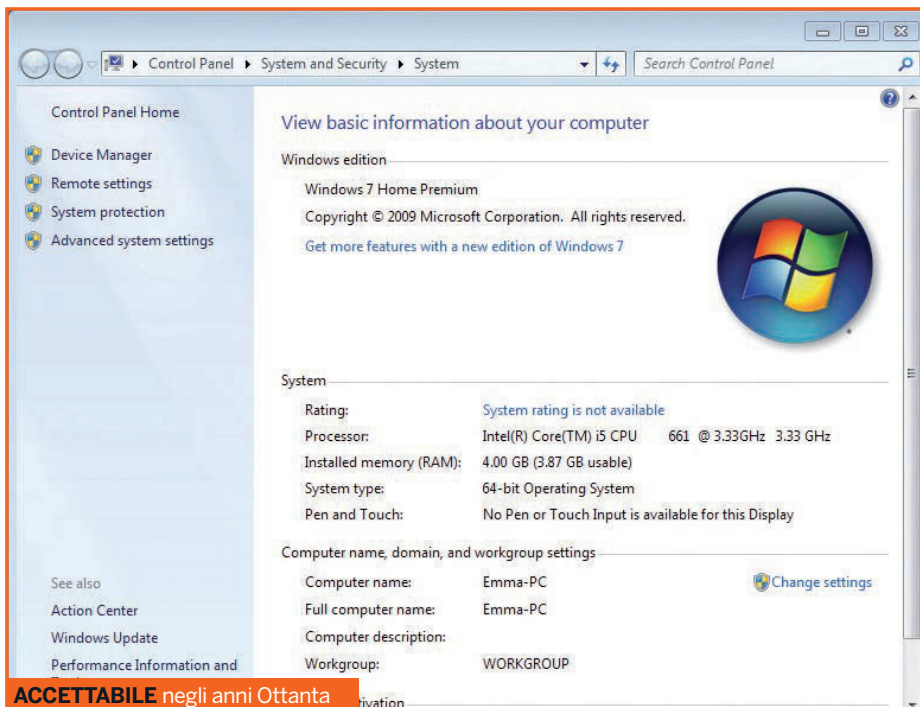 Control Panel System and Security System
Search Control Panel
Control Panel Home
Device Manager
Remote settings
System protection
Advanced system settings
See also
Action Center
Windows Update
Performance Information and
View basic information about your computer
Windows edition
Windows 7 Home Premium
Copyright © 2009 Microsoft Corporation. All rights reserved.
Get more features with a new edition of Windows 7
System
Rating: System rating is not available
Processor: Intel(R) Core(TM) i5 CPU 661 @ 3.33GHz 3.33 GHz
Installed memory (RAM): 4.00 GB (3.87 GB usable)
System type: 64-bit Operating System
Pen and Touch: No Pen or Touch Input is available for this Display
Computer name, domain, and workgroup settings
Computer name: Emma-PC Change settings
Full computer name: Emma-PC
Computer description:
Workgroup: WORKGROUP
ACCETTABILE negli anni Ottanta